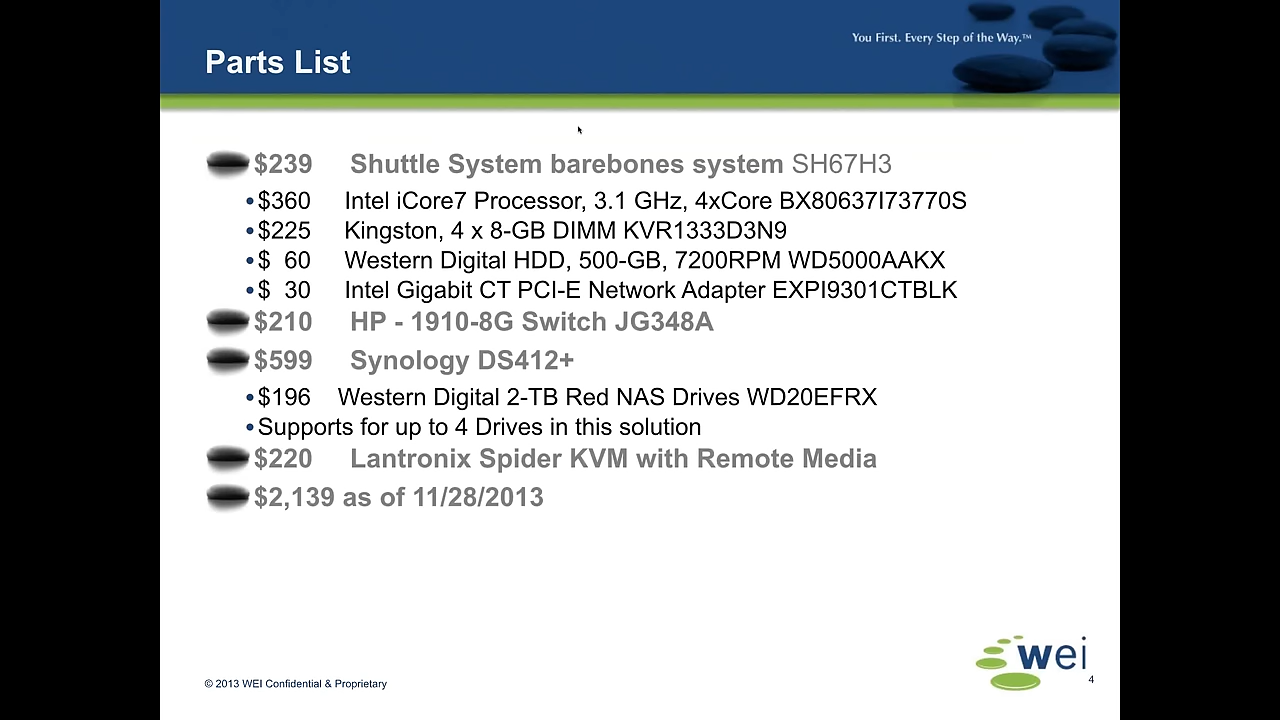 You First. Every Step of the Way.™
Parts List
$239 Shuttle System barebones system SH67H3
•$360 Intel iCore7 Processor, 3.1 GHz, 4xCore BX80637I73770S
•$225 Kingston, 4 x 8-GB DIMM KVR1333D3N9
•$ 60 Western Digital HDD, 500-GB, 7200RPM WD5000AAKX
•$ 30 Intel Gigabit CT PCI-E Network Adapter EXPI9301CTBLK
$210 HP - 1910-8G Switch JG348A
$599 Synology DS412+
•$196 Western Digital 2-TB Red NAS Drives WD20EFRX
•Supports for up to 4 Drives in this solution
$220 Lantronix Spider KVM with Remote Media
$2,139 as of 11/28/2013
wei
© 2013 WEI Confidential & Proprietary
4